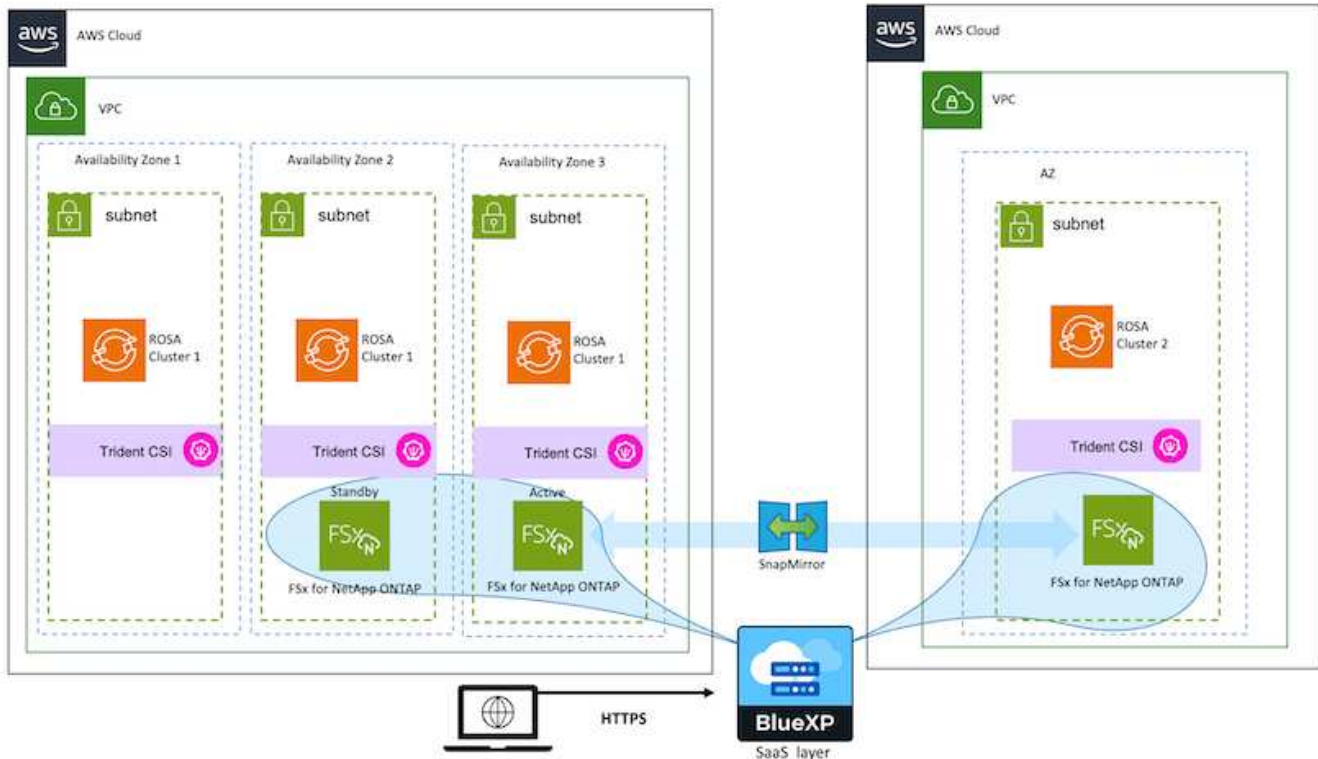 aws
AWS Cloud
VPC
Availability Zone 1
Availability Zone 2
Availability Zone 3
subnet
subnet
subnet
ROSA
Cluster 1
ROSA
Cluster 1
ROSA
Cluster 1
Trident CSI
Trident CSI
Trident CSI
Standby
Active
FSx
N
FSx
N
FSx for NetApp ONTAP
FSx for NetApp ONTAP
SnapMirror
aws
AWS Cloud
VPC
AZ
subnet
ROSA
Cluster 2
Trident CSI
FSx
N
FSx for NetApp ONTAP
HTTPS
BlueXP
SaaS layer